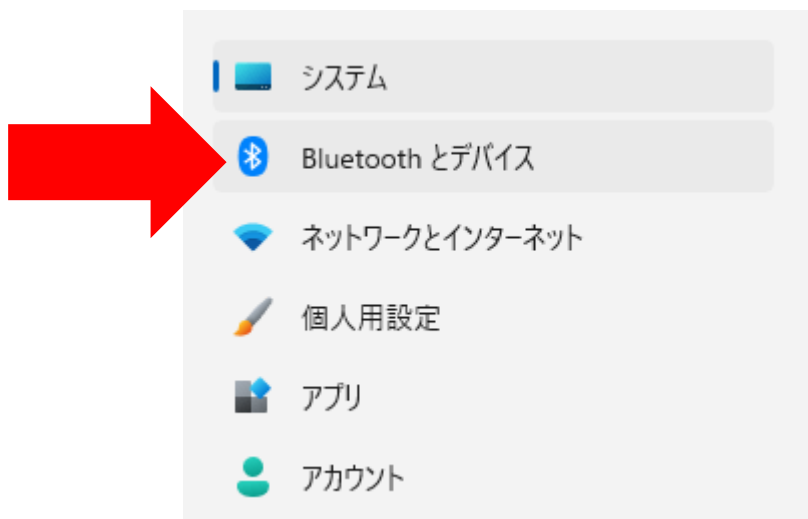 システム
Bluetooth とデバイス
ネットワークとインターネット
個人用設定
アプリ
アカウント